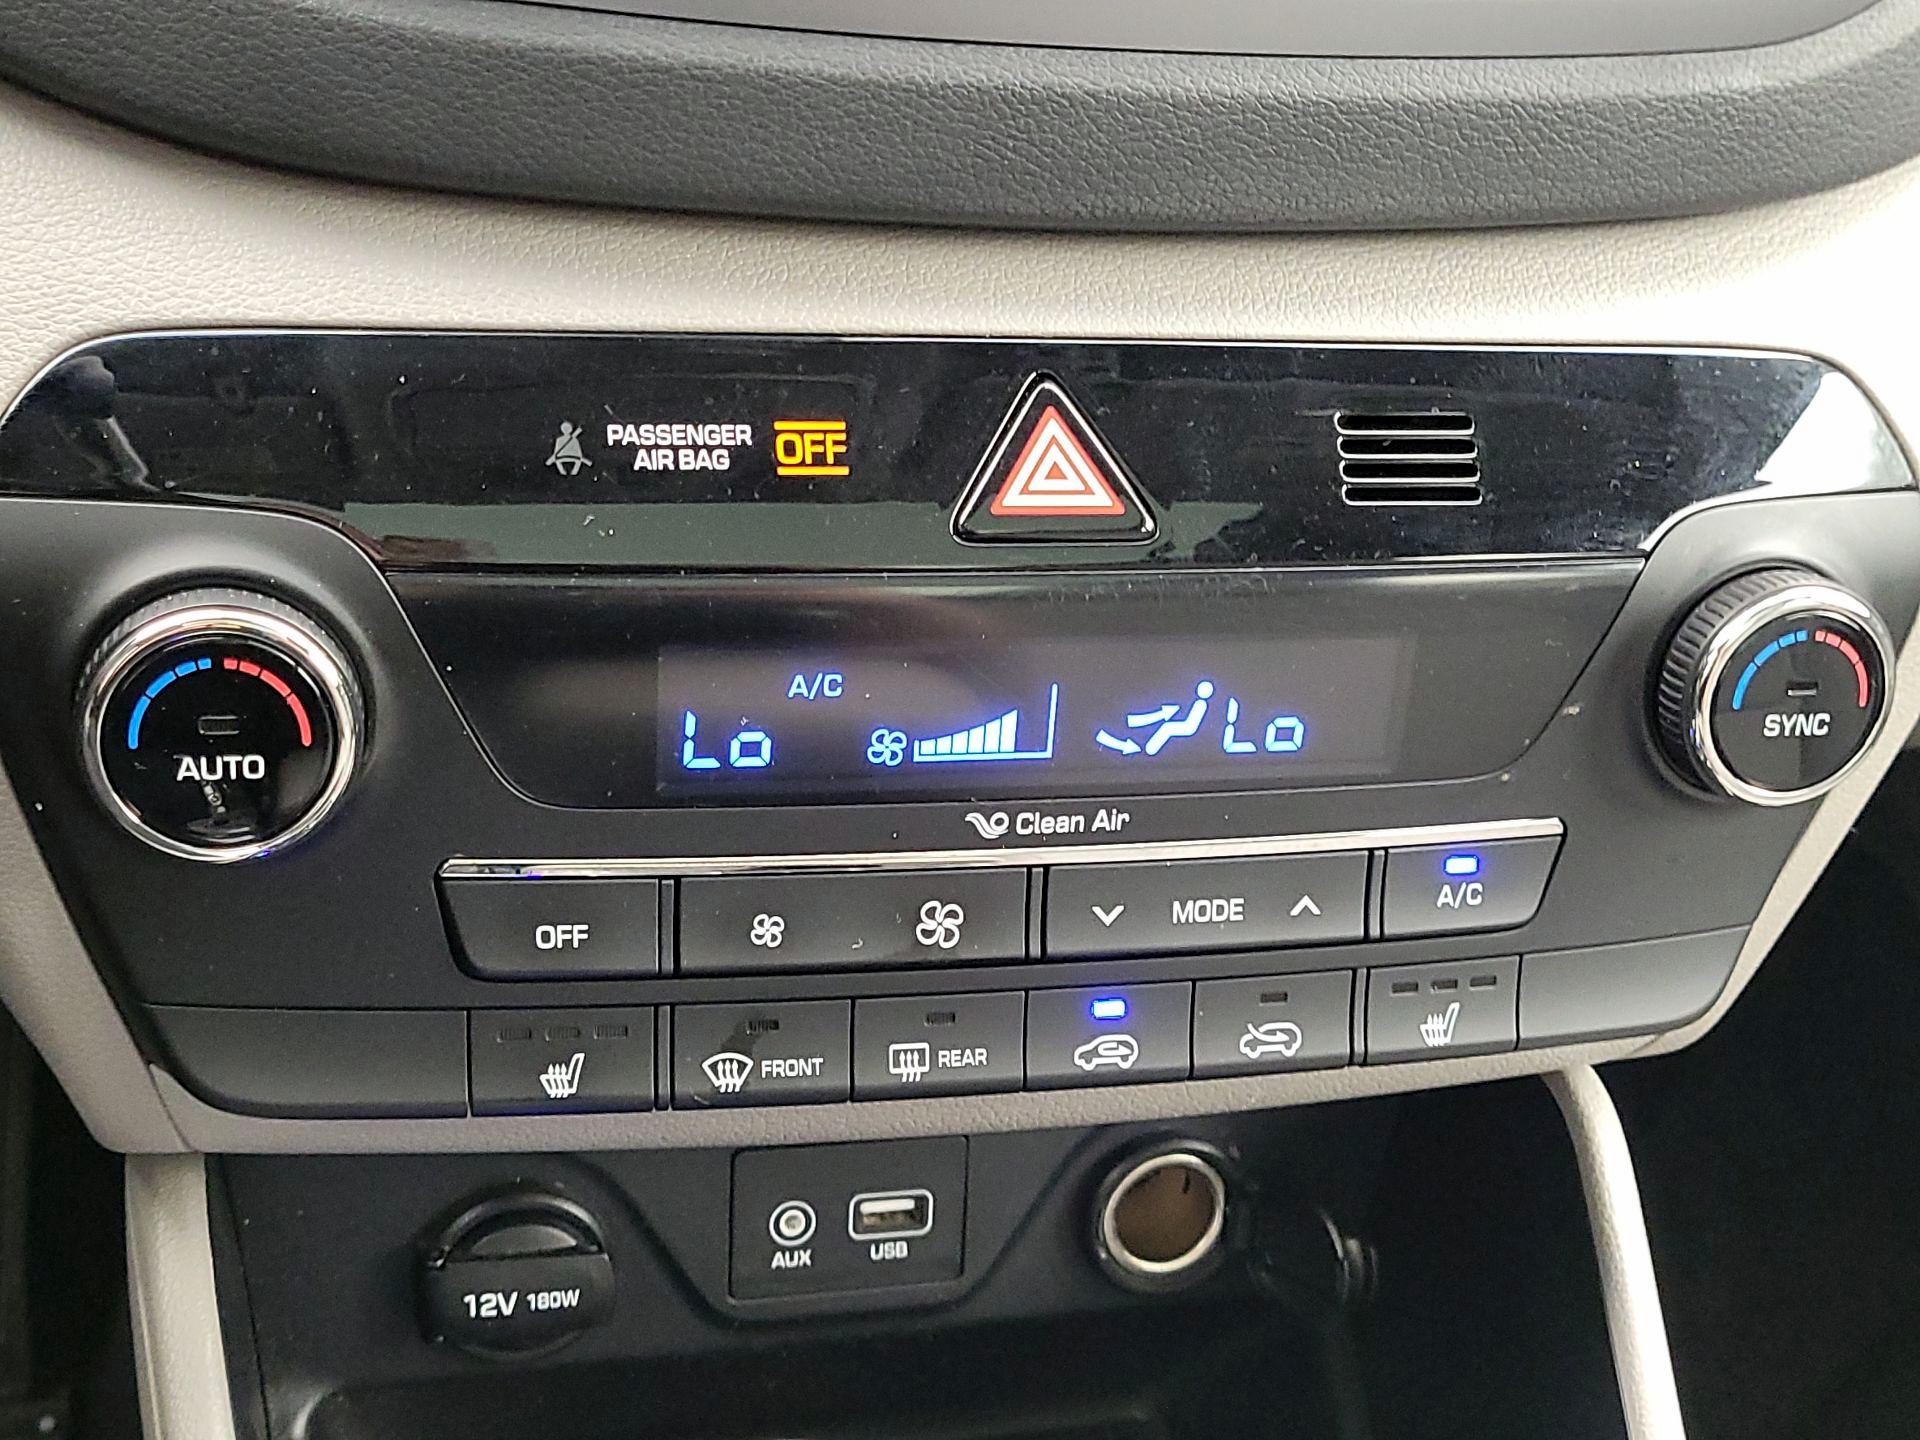 PASSENGER
AIR BAG
OFF
AUTO
A/C
Lo
Lo
SYNC
Clean Air
OFF
MODE
A/C
FRONT
REAR
AUX
USB
12V 180W